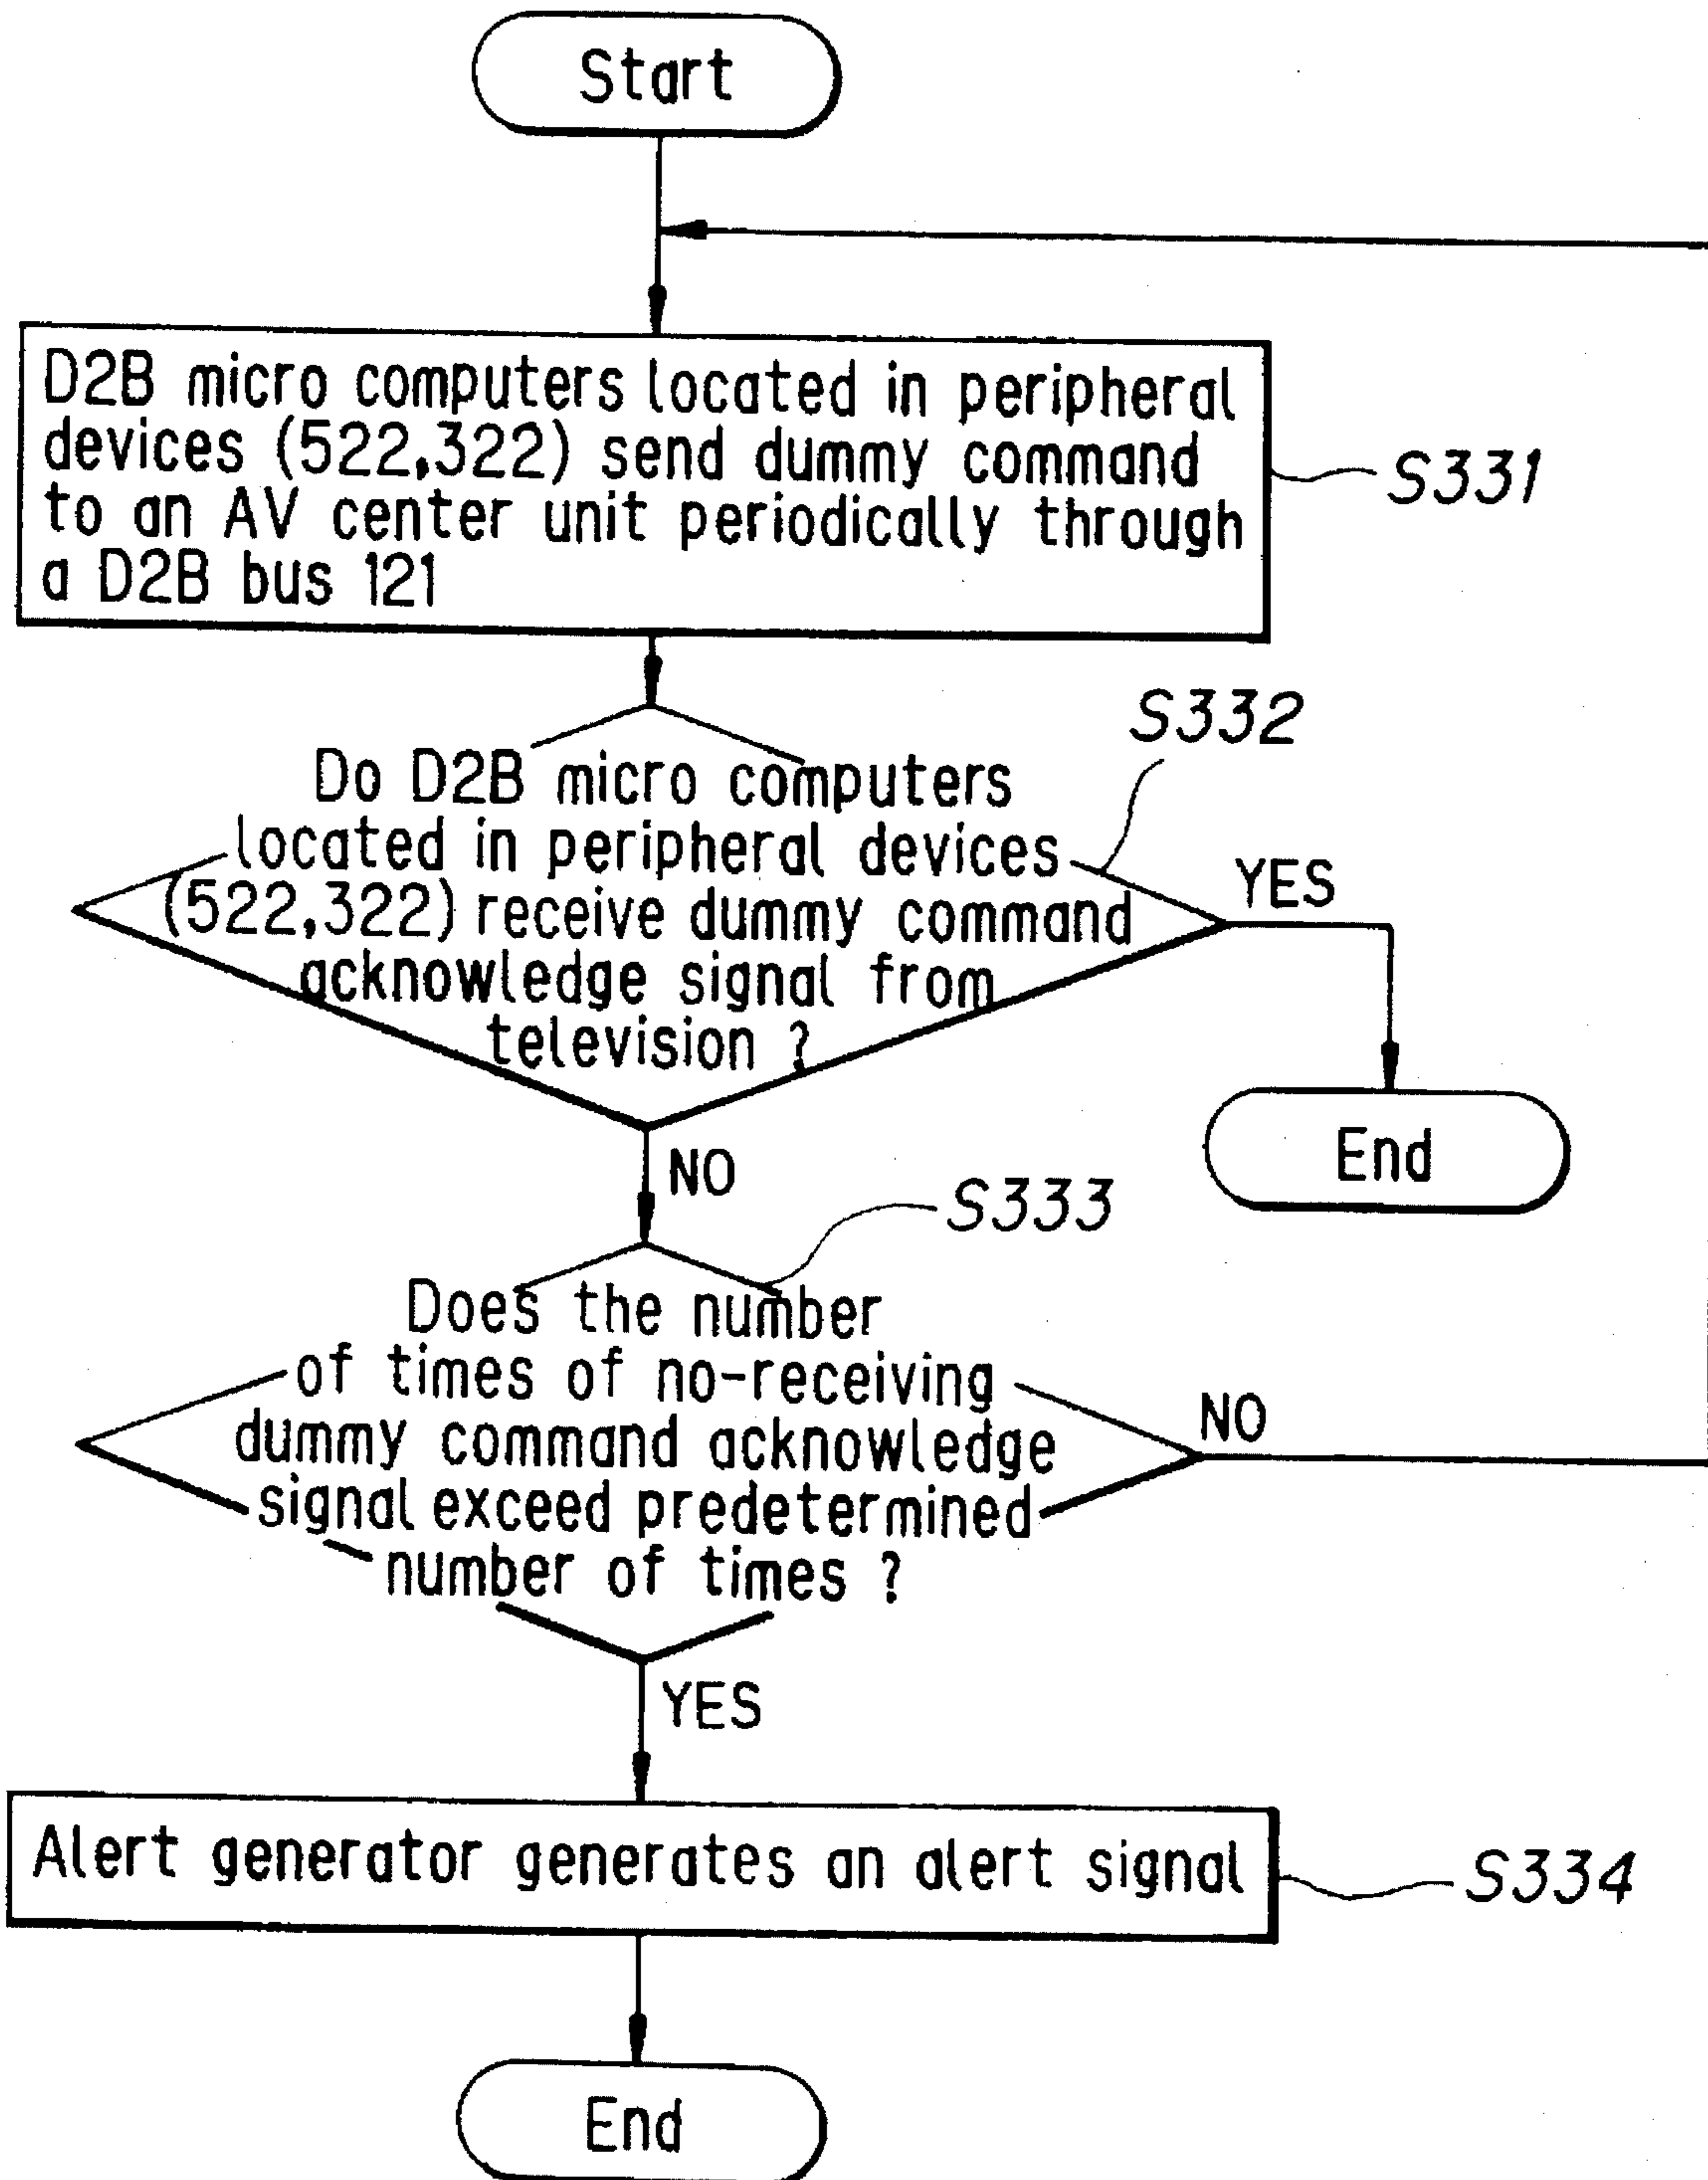 Start
D2B micro computers located in peripheral
devices (522,322) send dummy command
to an AV center unit periodically through
a D2B bus 121
S331
S332
Do D2B micro computers
located in peripheral devices
(522,322) receive dummy command
acknowledge signal from
television ?
YES
End
NO
S333
Does the number
of times of no-receiving
dummy command acknowledge
signal exceed predetermined
number of times ?
NO
YES
Alert generator generates an alert signal
S334
End